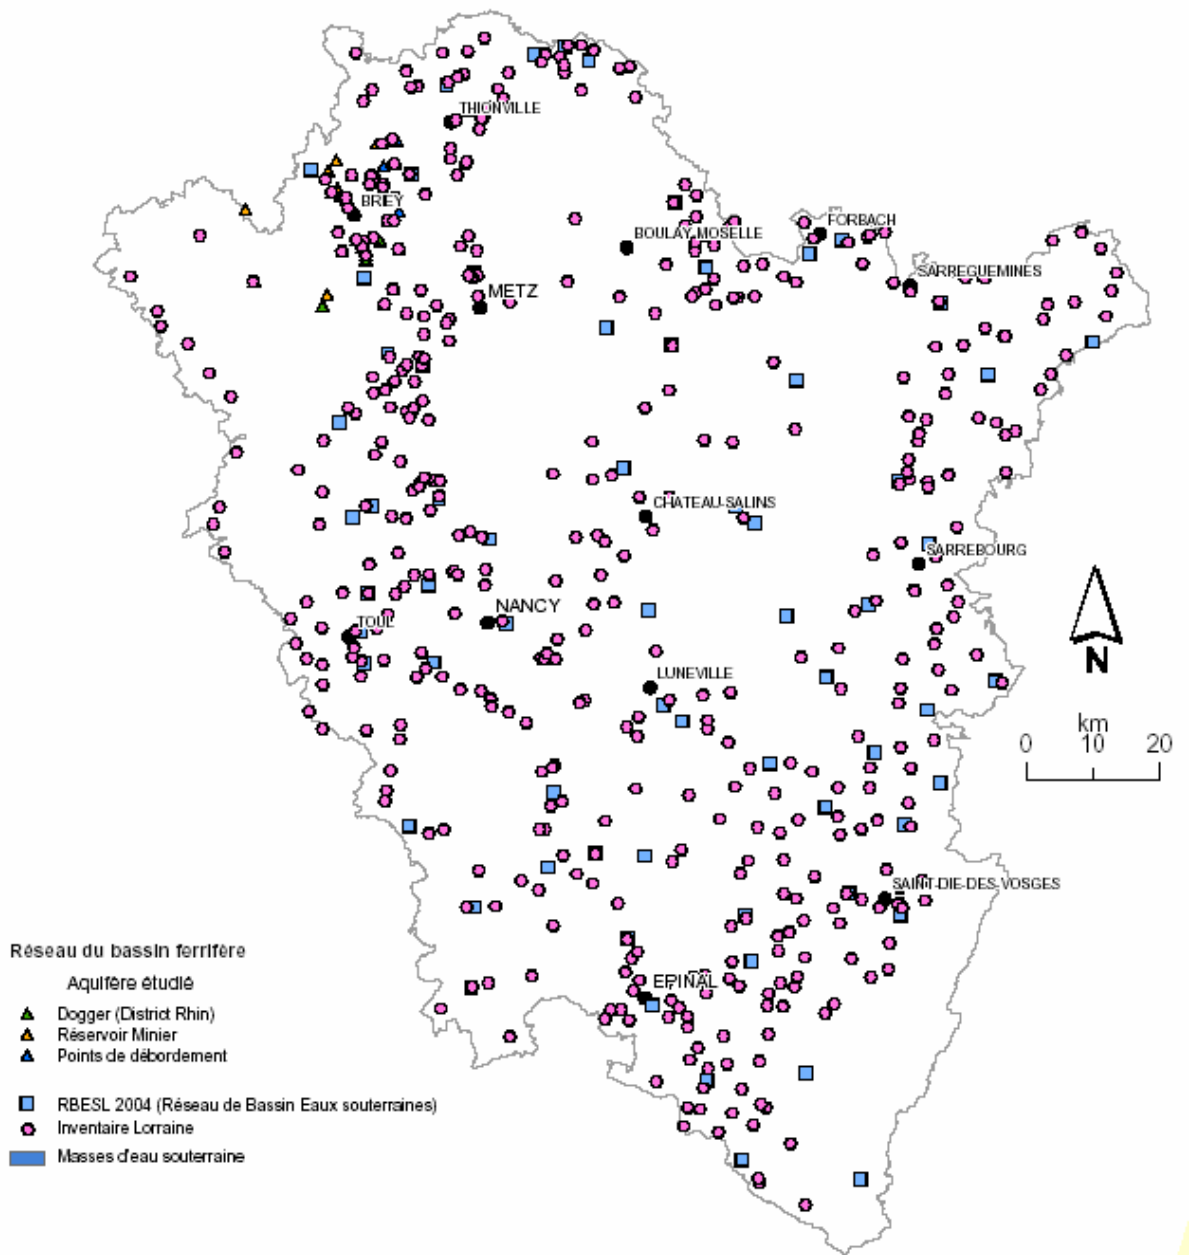 THIONVILLE
BRIEY
BOULAY MOSELLE
FORBACH
SARREGUEMINES
METZ
CHATEAU-SALINS
SARREBOURG
NANCY
TOUL
LUNEVILLE
N
km
0 10 20
SAINT-DIE-DES-VOSGES
EPINAL
Réseau du bassin ferrifère
Aquifère étudié
Dogger (District Rhin)
Réservoir Minier
Points de débordement
RBESL 2004 (Réseau de Bassin Eaux souterraines)
Inventaire Lorraine
Masses d'eau souterraine